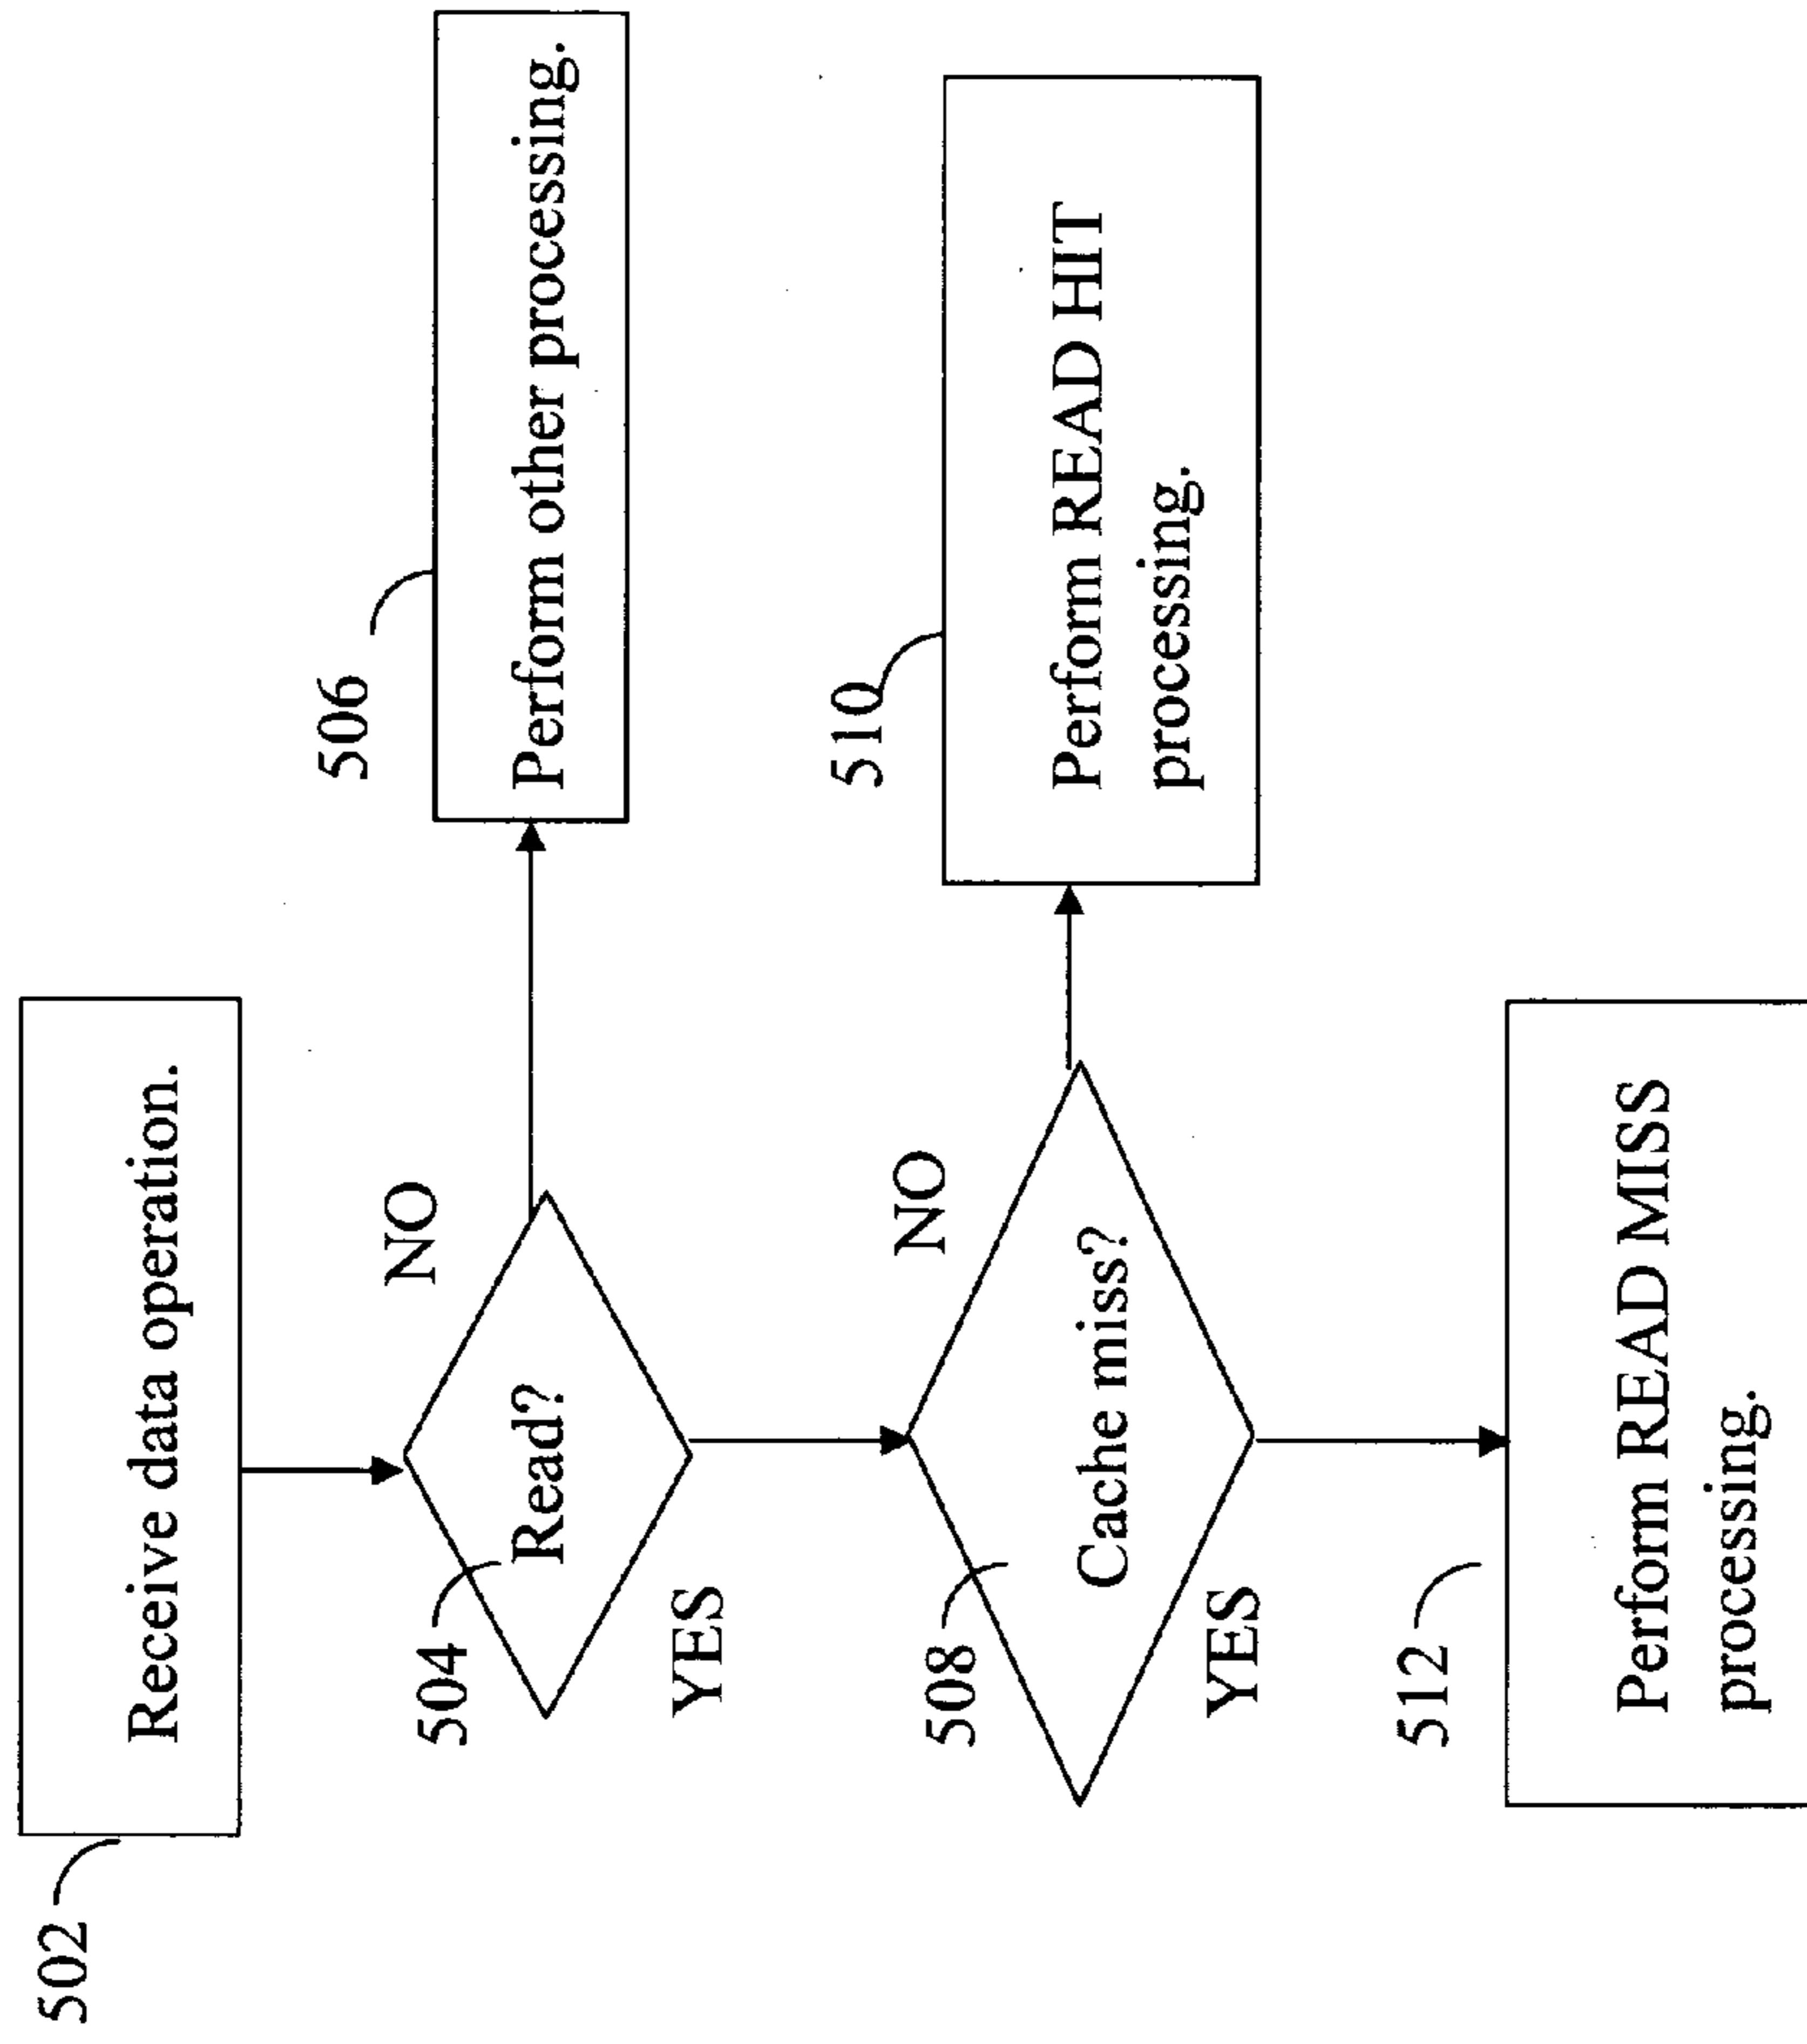 502
Receive data operation.
504
Read?
NO
506
Perform other processing.
YES
508
Cache miss?
NO
510
Perform READ HIT
processing.
YES
512
Perform READ MISS
processing.